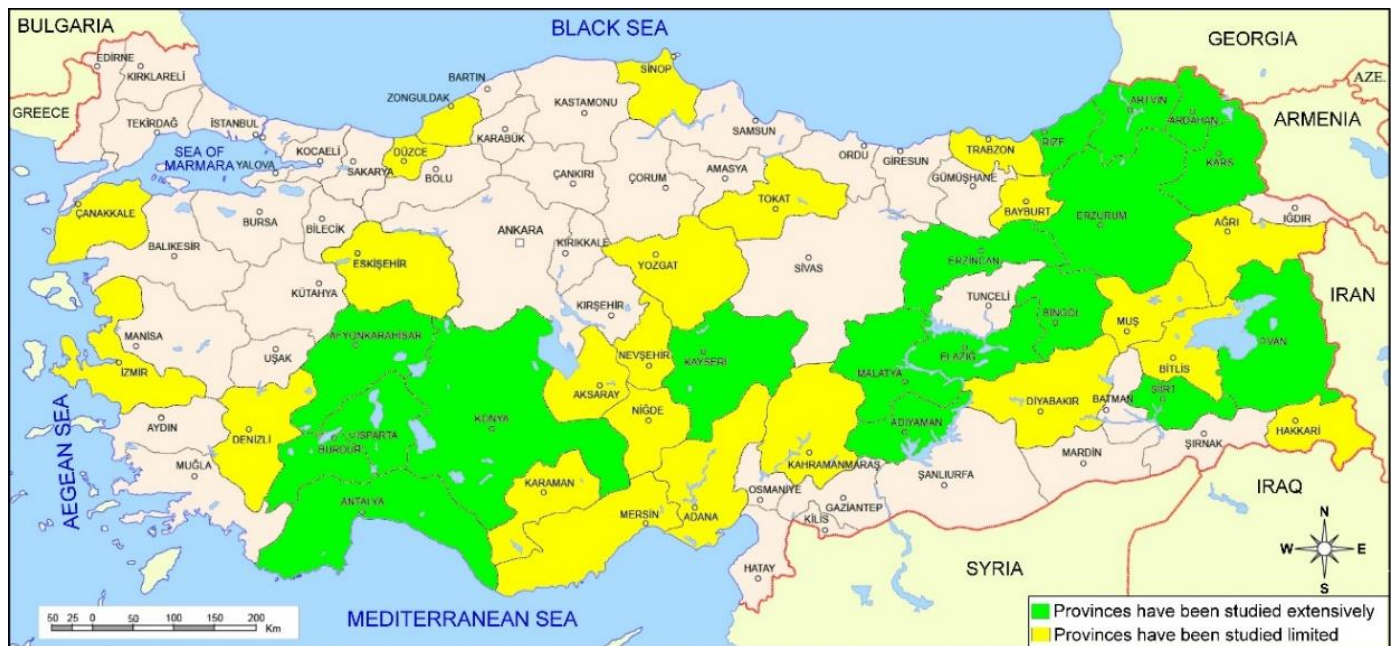 BULGARIA
BLACK SEA
GEORGIA
EDİRNE
KIRKLARELİ
SİNOP
BARTIN
AZE.
ZONGULDAK
KASTAMONU
ARTVİN
ARDAHAN
GREECE
TEKİRDAĞ
İSTANBUL
KARABÜK
SAMSUN
ARMENIA
KOCAELİ
DÜZCE
ORDU
GİRESUN
TRABZON
RİZE
KARS
SEA OF
MARMARA
YALOVA
SAKARYA
BOLU
ÇANKIRI
ÇORUM
AMASYA
GÜMÜŞHANE
ÇANAKKALE
BURSA
BİLECİK
TOKAT
BAYBURT
ERZURUM
AĞRI
IĞDIR
BALIKESİR
ESKİŞEHİR
ANKARA
KIRIKKALE
YOZGAT
SİVAS
ERZİNCAN
KÜTAHYA
KIRŞEHİR
TUNCELİ
IRAN
MANİSA
AFYONKARAHİSAR
BİNGÖL
MUŞ
UŞAK
NEVŞEHİR
KAYSERİ
ELAZIĞ
VAN
İZMİR
AKSARAY
MALATYA
BİTLİS
AEGEAN SEA
AYDIN
DENİZLİ
ISPARTA
BURDUR
KONYA
NİĞDE
ADIYAMAN
DİYABAKIR
BATMAN
SİİRT
ŞIRNAK
HAKKARİ
MUĞLA
KAHRAMANMARAŞ
MARDİN
ANTALYA
KARAMAN
MERSİN
ADANA
OSMANİYE
GAZİANTEP
ŞANLIURFA
KİLİS
IRAQ
HATAY
SYRIA
N
W
E
S
50 25 0 50 100 150 200
Km
MEDITERRANEAN SEA
Provinces have been studied extensively
Provinces have been studied limited